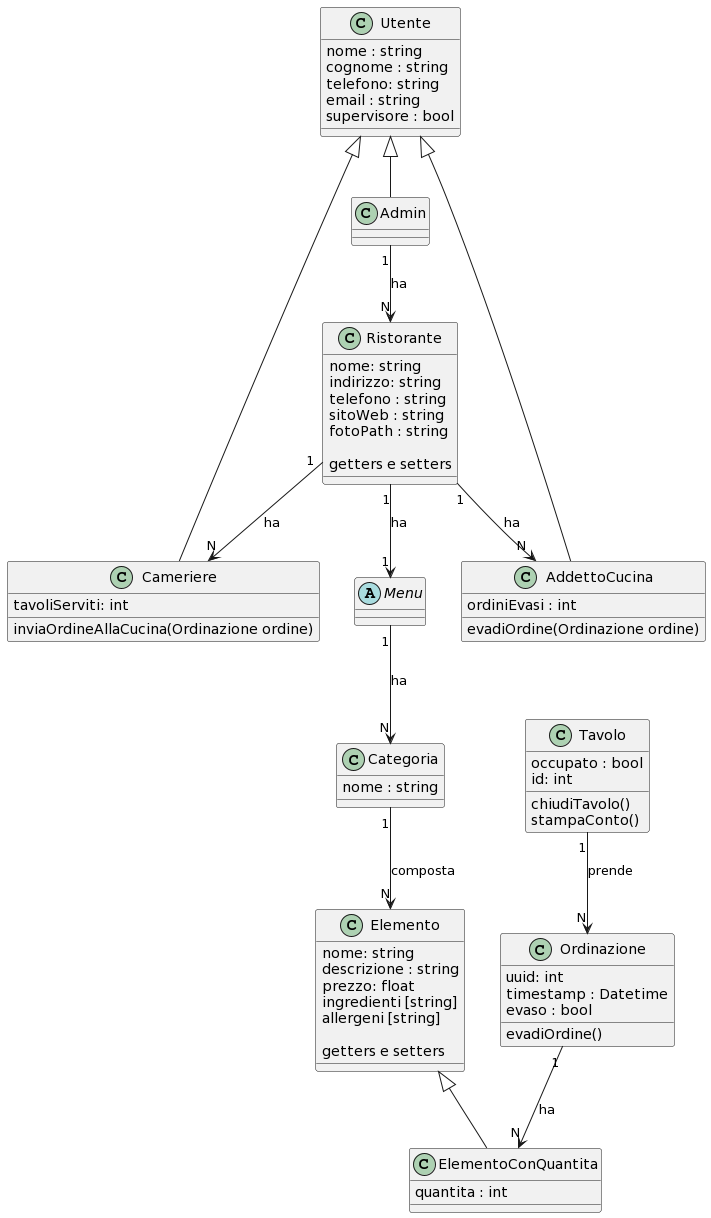 C Utente
nome : string
cognome : string
telefono: string
email : string
supervisore : bool
C Admin
1
ha
N
C Ristorante
nome: string
indirizzo: string
telefono : string
sitoWeb : string
fotoPath : string
getters e setters
1
ha
N
1
ha
1
1
ha
N
C Cameriere
tavoliServiti: int
inviaOrdineAllaCucina(Ordinazione ordine)
A Menu
C AddettoCucina
ordiniEvasi : int
evadiOrdine(Ordinazione ordine)
1
ha
N
C Categoria
nome : string
C Tavolo
occupato : bool
id: int
chiudiTavolo()
stampaConto()
1
composta
N
1
prende
N
C Elemento
nome: string
descrizione : string
prezzo: float
ingredienti [string]
allergeni [string]
getters e setters
C Ordinazione
uuid: int
timestamp : Datetime
evaso : bool
evadiOrdine()
1
ha
N
C ElementoConQuantita
quantita : int